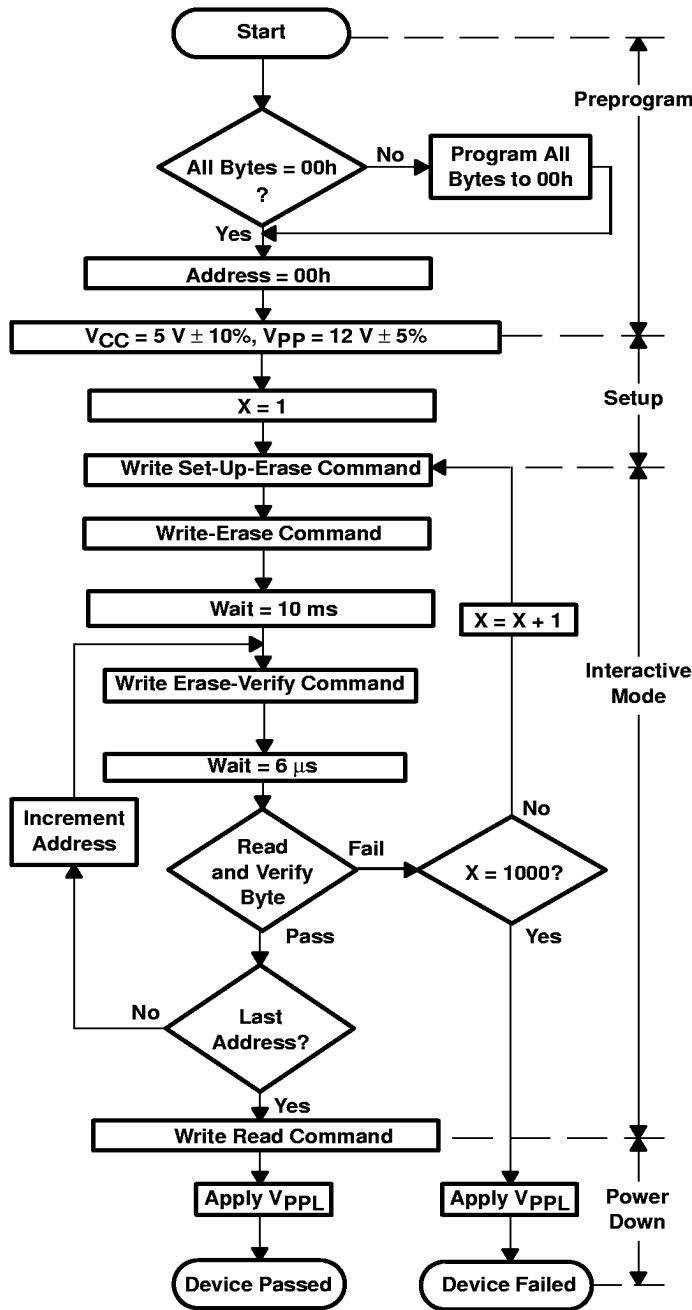 Start
Preprogram
All Bytes = 00h
?
No
Program All
Bytes to 00h
Yes
Address = 00h
VCC = 5 V ± 10%, VPP = 12 V ± 5%
Setup
X = 1
Write Set-Up-Erase Command
Write-Erase Command
Wait = 10 ms
X = X + 1
Interactive
Mode
Write Erase-Verify Command
Wait = 6 μs
Increment
Address
No
Read
and Verify
Byte
Fail
X = 1000?
Pass
Yes
No
Last
Address?
Yes
Write Read Command
Apply VPPL
Apply VPPL
Power
Down
Device Passed
Device Failed